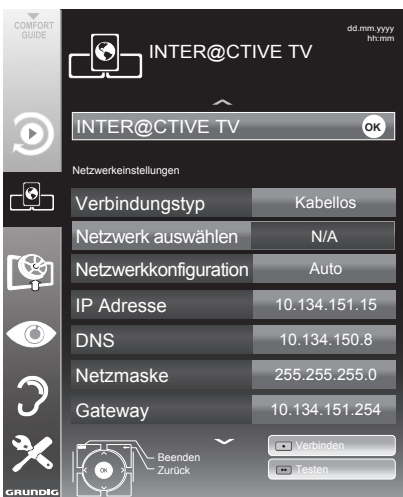 COMFORT
GUIDE
INTER@CTIVE TV
dd.mm.yyyy
hh:mm
INTER@CTIVE TV OK
Netzwerkeinstellungen
Verbindungstyp Kabellos
Netzwerk auswählen N/A
Netzwerkkonfiguration Auto
IP Adresse 10.134.151.15
DNS 10.134.150.8
Netzmaske 255.255.255.0
Gateway 10.134.151.254
Beenden
Zurück
OK
Verbinden
Testen
GRUNDIG